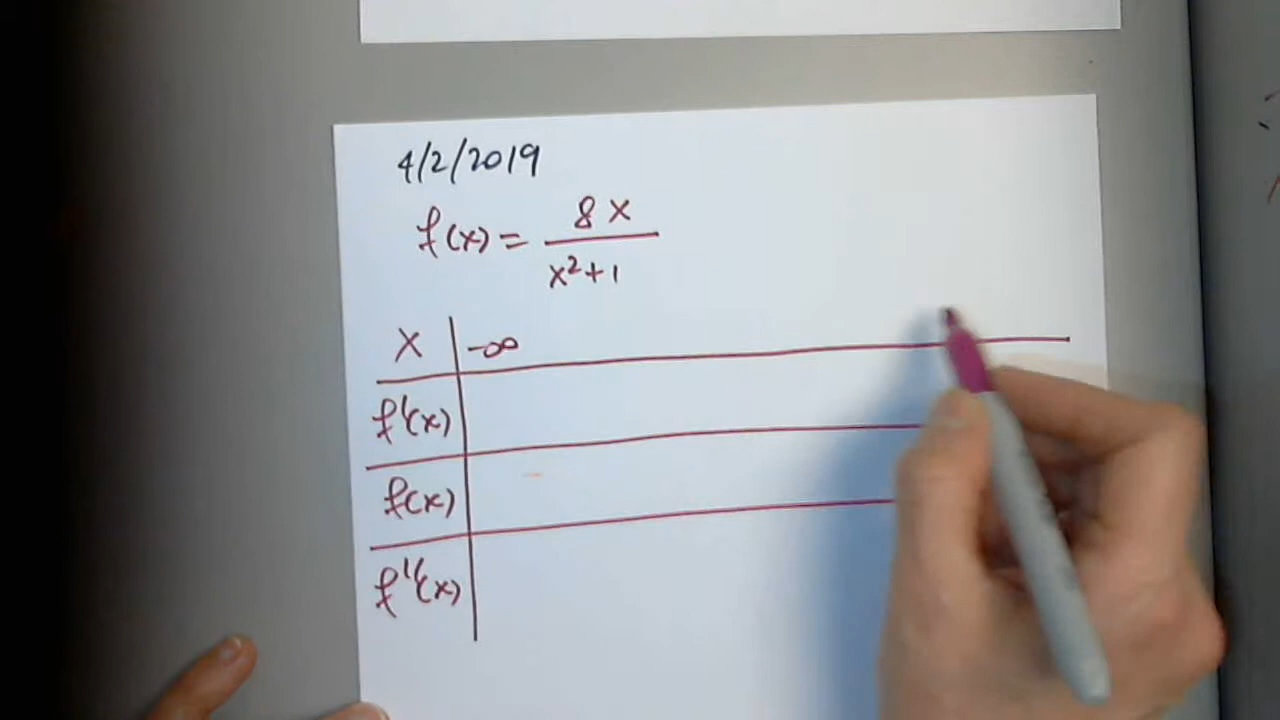 4/2/2019
f(x) = 8x / x²+1
x -∞
f'(x)
f(x)
f''(x)